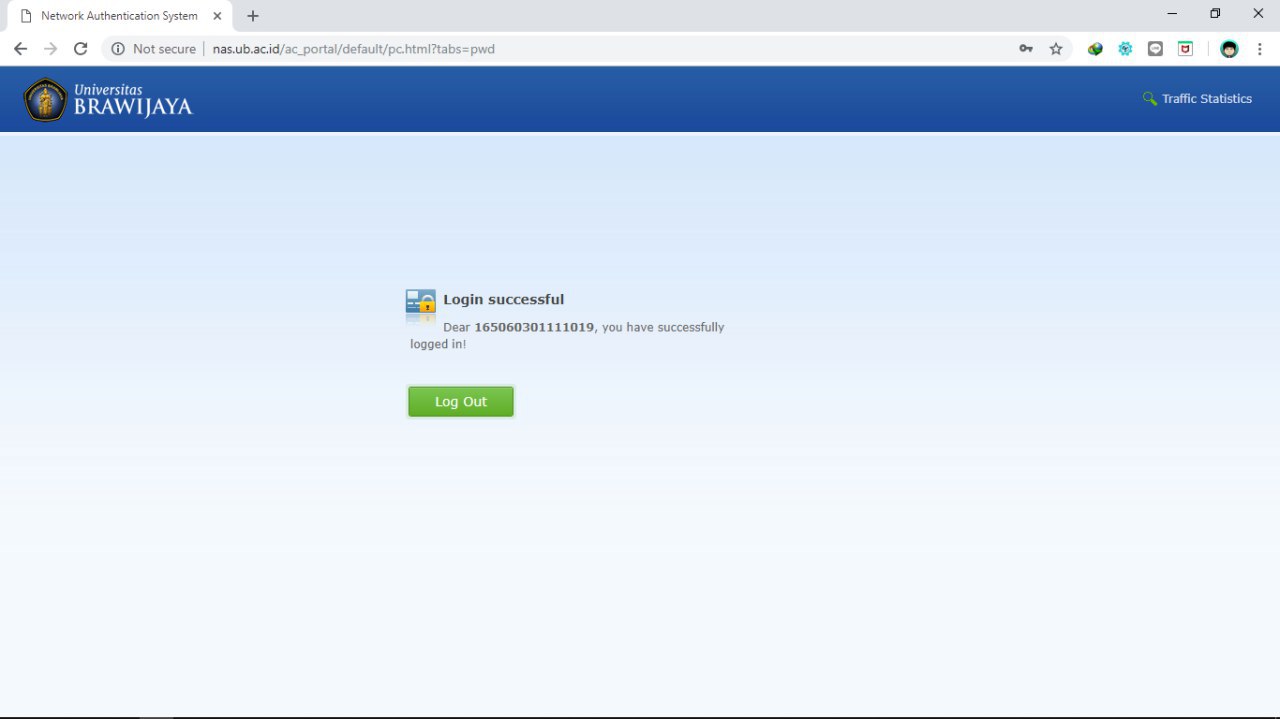 Network Authentication System
Not secure
nas.ub.ac.id/ac_portal/default/pc.html?tabs=pwd
Universitas
BRAWIJAYA
Traffic Statistics
Login successful
Dear 165060301111019, you have successfully
logged in!
Log Out